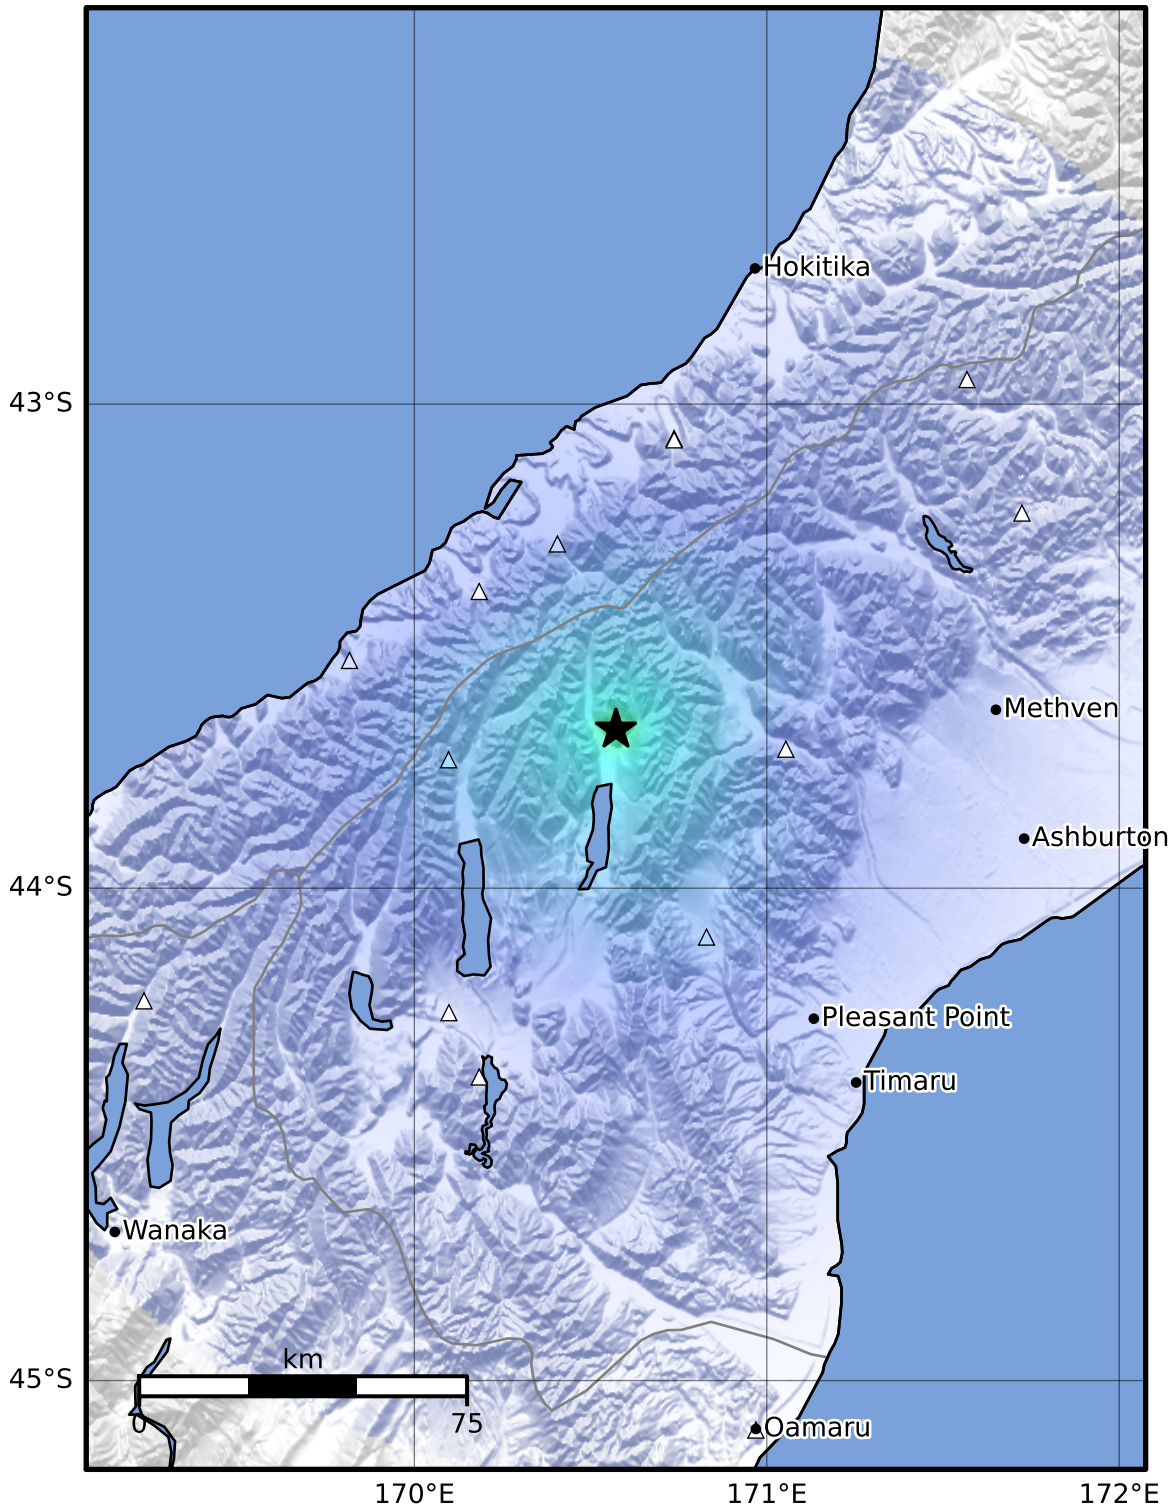 Hokitika
43°S
Methven
Ashburton
44°S
Pleasant Point
Timaru
Wanaka
km
45°S
0 75
Oamaru
170°E 171°E 172°E